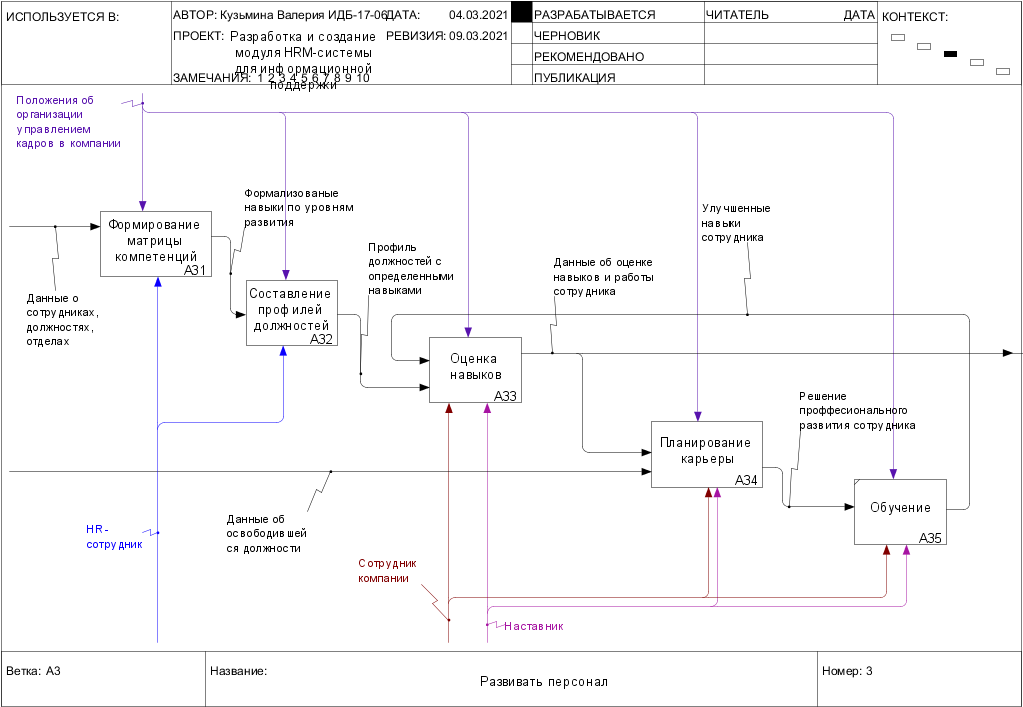 ИСПОЛЬЗУЕТСЯ В:
АВТОР: Кузьмина Валерия ИДБ-17-06
ДАТА: 04.03.2021
ПРОЕКТ: Разработка и создание
модуля HRM-системы
для информационной
поддержки
РЕВИЗИЯ: 09.03.2021
ЗАМЕЧАНИЯ: 1 2 3 4 5 6 7 8 9 10
РАЗРАБАТЫВАЕТСЯ
ЧЕРНОВИК
РЕКОМЕНДОВАНО
ПУБЛИКАЦИЯ
ЧИТАТЕЛЬ
ДАТА
КОНТЕКСТ:
Положения об
организации
управлением
кадров в компании
Формирование
матрицы
компетенций
A31
Формализованые
навыки по уровням
развития
Данные о
сотрудниках,
должностях,
отделах
Составление
профилей
должностей
A32
Профиль
должностей с
определенными
навыками
Данные об оценке
навыков и работы
сотрудника
Улучшенные
навыки
сотрудника
Оценка
навыков
A33
Решение
проффесионального
развития сотрудника
Планирование
карьеры
A34
Обучение
A35
HR-
сотрудник
Данные об
освободившей
ся должности
Сотрудник
компании
Наставник
Ветка: A3
Название:
Развивать персонал
Номер: 3